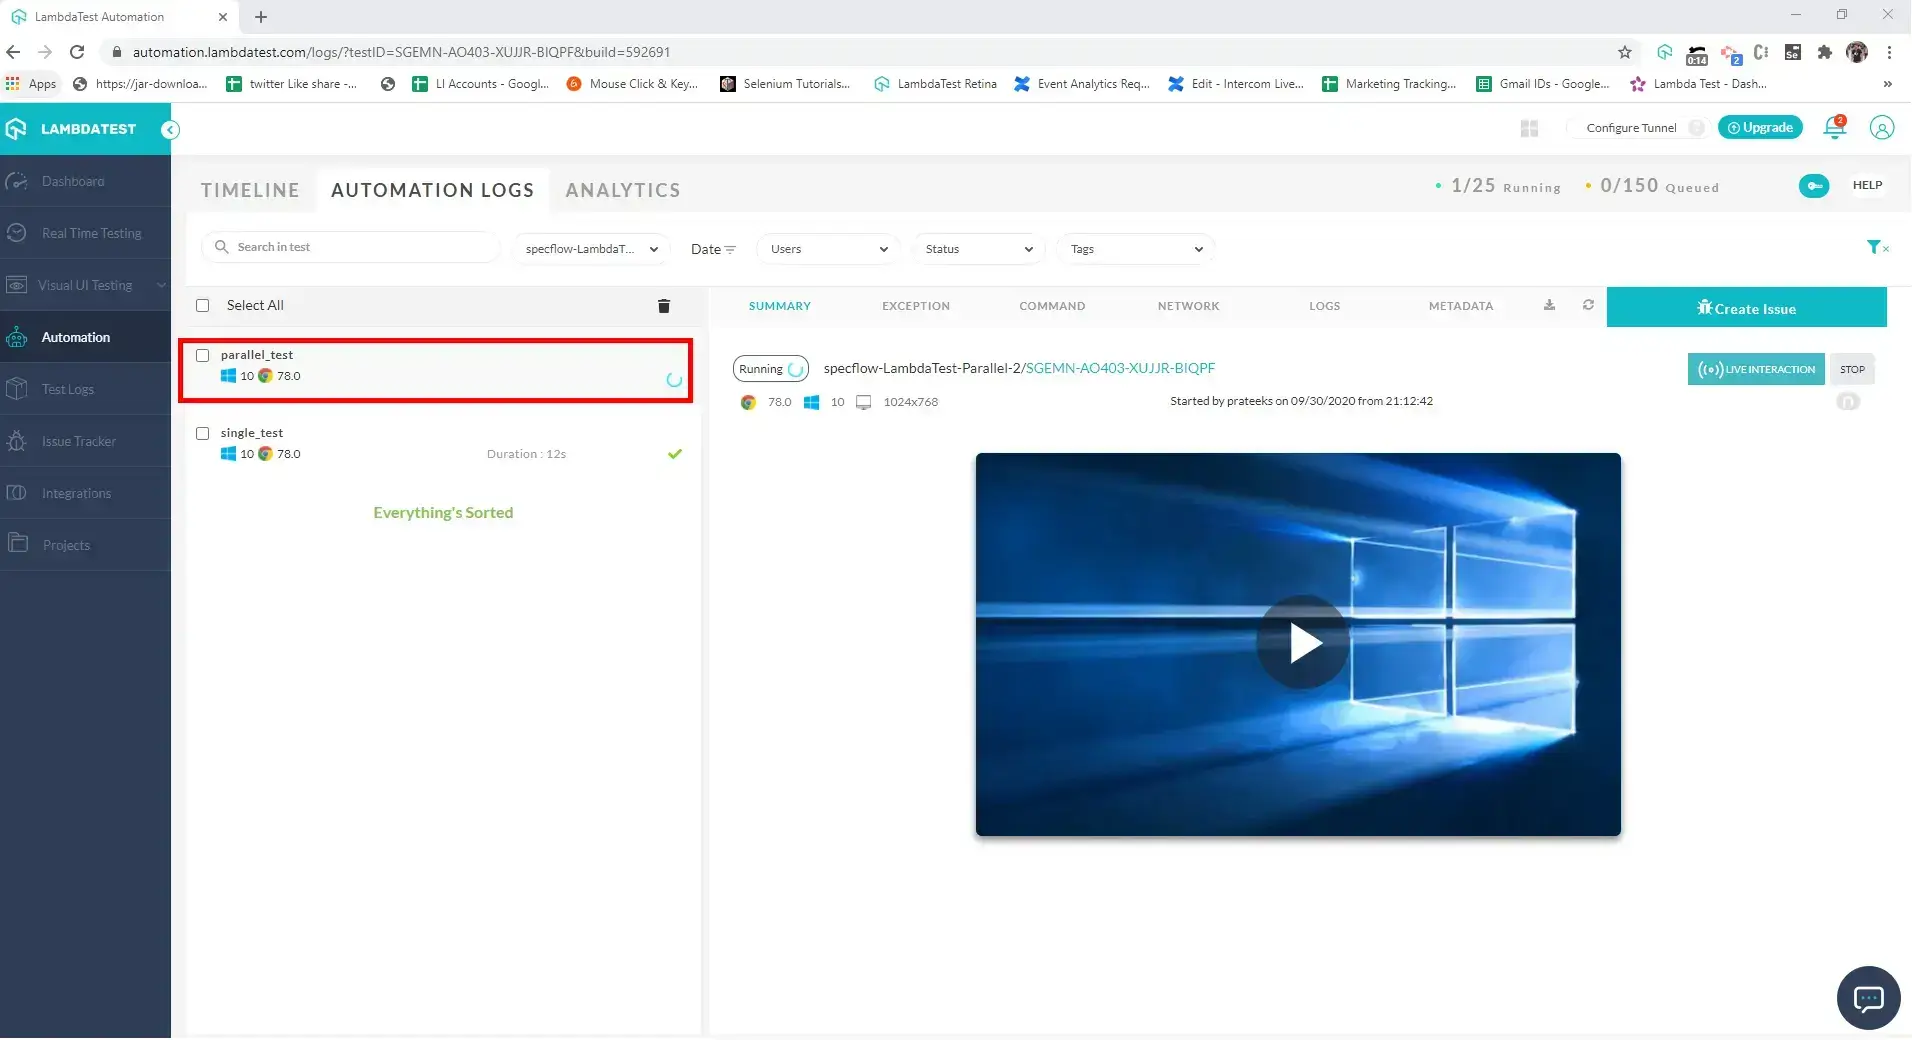 LambdaTest Automation
automation.lambdatest.com/logs/?testID=SGEMN-AO403-XUJJR-BIQPF&build=592691
0:14
2
Se
Apps
https://jar-downloa...
twitter Like share -...
LI Accounts - Googl...
Mouse Click & Key...
Selenium Tutorials...
LambdaTest Retina
Event Analytics Req...
Edit - Intercom Live...
Marketing Tracking...
Gmail IDs - Google...
Lambda Test - Dash...
»
LAMBDATEST
Configure Tunnel
Upgrade
2
Dashboard
Real Time Testing
Visual UI Testing
Automation
Test Logs
Issue Tracker
Integrations
Projects
TIMELINE
AUTOMATION LOGS
ANALYTICS
1/25 Running
0/150 Queued
HELP
Search in test
specflow-LambdaT...
Date
Users
Status
Tags
Select All
parallel_test
10 78.0
single_test
10 78.0
Duration : 12s
Everything's Sorted
SUMMARY
EXCEPTION
COMMAND
NETWORK
LOGS
METADATA
Create Issue
Running
specflow-LambdaTest-Parallel-2/SGEMN-AO403-XUJJR-BIQPF
LIVE INTERACTION
STOP
78.0 10 1024x768
Started by prateeks on 09/30/2020 from 21:12:42